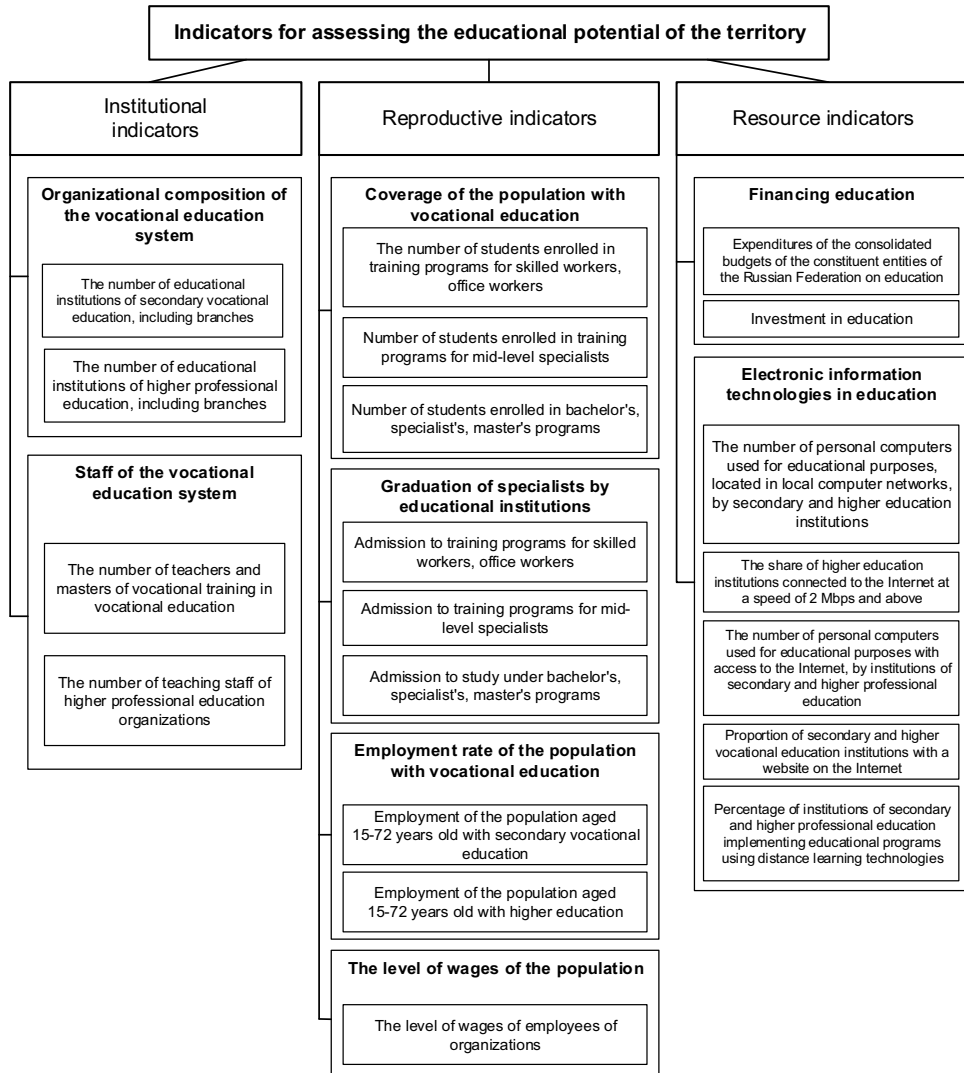 Indicators for assessing the educational potential of the territory
Institutional
indicators
Organizational composition of
the vocational education
system
The number of educational
institutions of secondary vocational
education, including branches
The number of educational
institutions of higher professional
education, including branches
Staff of the vocational
education system
The number of teachers and
masters of vocational training in
vocational education
The number of teaching staff of
higher professional education
organizations
Reproductive indicators
Coverage of the population with
vocational education
The number of students enrolled in
training programs for skilled workers,
office workers
Number of students enrolled in training
programs for mid-level specialists
Number of students enrolled in bachelor's,
specialist's, master's programs
Graduation of specialists by
educational institutions
Admission to training programs for skilled
workers, office workers
Admission to training programs for mid-
level specialists
Admission to study under bachelor's,
specialist's, master's programs
Employment rate of the population
with vocational education
Employment of the population aged
15-72 years old with secondary vocational
education
Employment of the population aged
15-72 years old with higher education
The level of wages of the population
The level of wages of employees of
organizations
Resource indicators
Financing education
Expenditures of the consolidated
budgets of the constituent entities of
the Russian Federation on education
Investment in education
Electronic information
technologies in education
The number of personal computers
used for educational purposes,
located in local computer networks,
by secondary and higher education
institutions
The share of higher education
institutions connected to the Internet at
a speed of 2 Mbps and above
The number of personal computers
used for educational purposes with
access to the Internet, by institutions of
secondary and higher professional
education
Proportion of secondary and higher
vocational education institutions with a
website on the Internet
Percentage of institutions of secondary
and higher professional education
implementing educational programs
using distance learning technologies